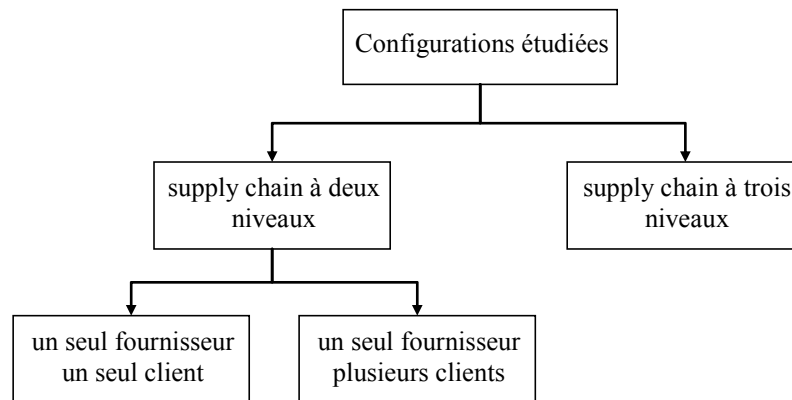 Configurations étudiées
supply chain à deux
niveaux
supply chain à trois
niveaux
un seul fournisseur
un seul client
un seul fournisseur
plusieurs clients